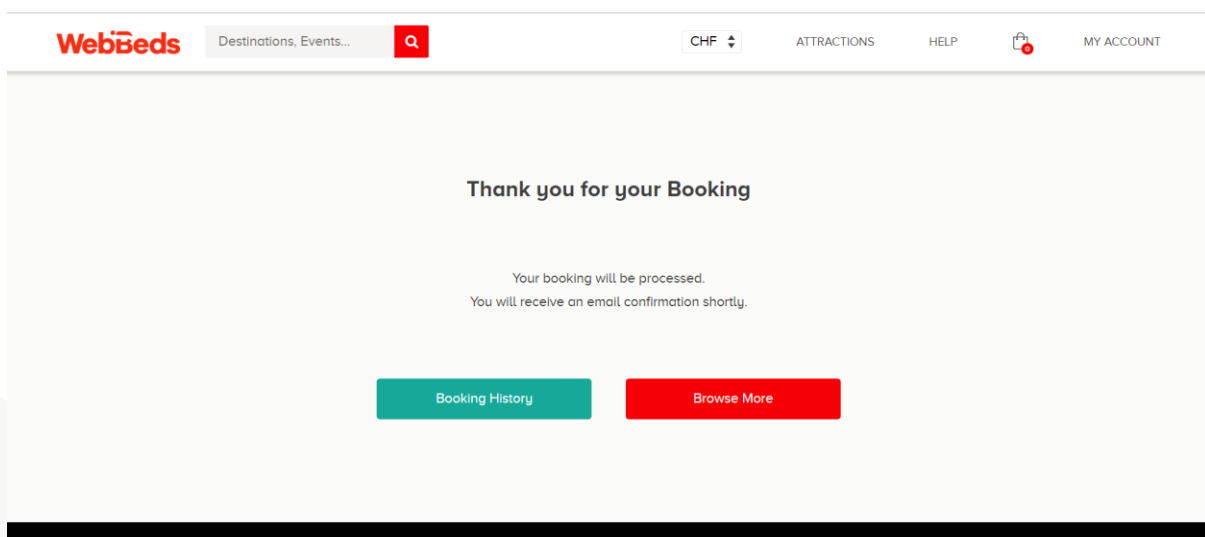 WebBeds
Destinations, Events...
CHF
ATTRACTIONS
HELP
0
MY ACCOUNT
Thank you for your Booking
Your booking will be processed.
You will receive an email confirmation shortly.
Booking History
Browse More